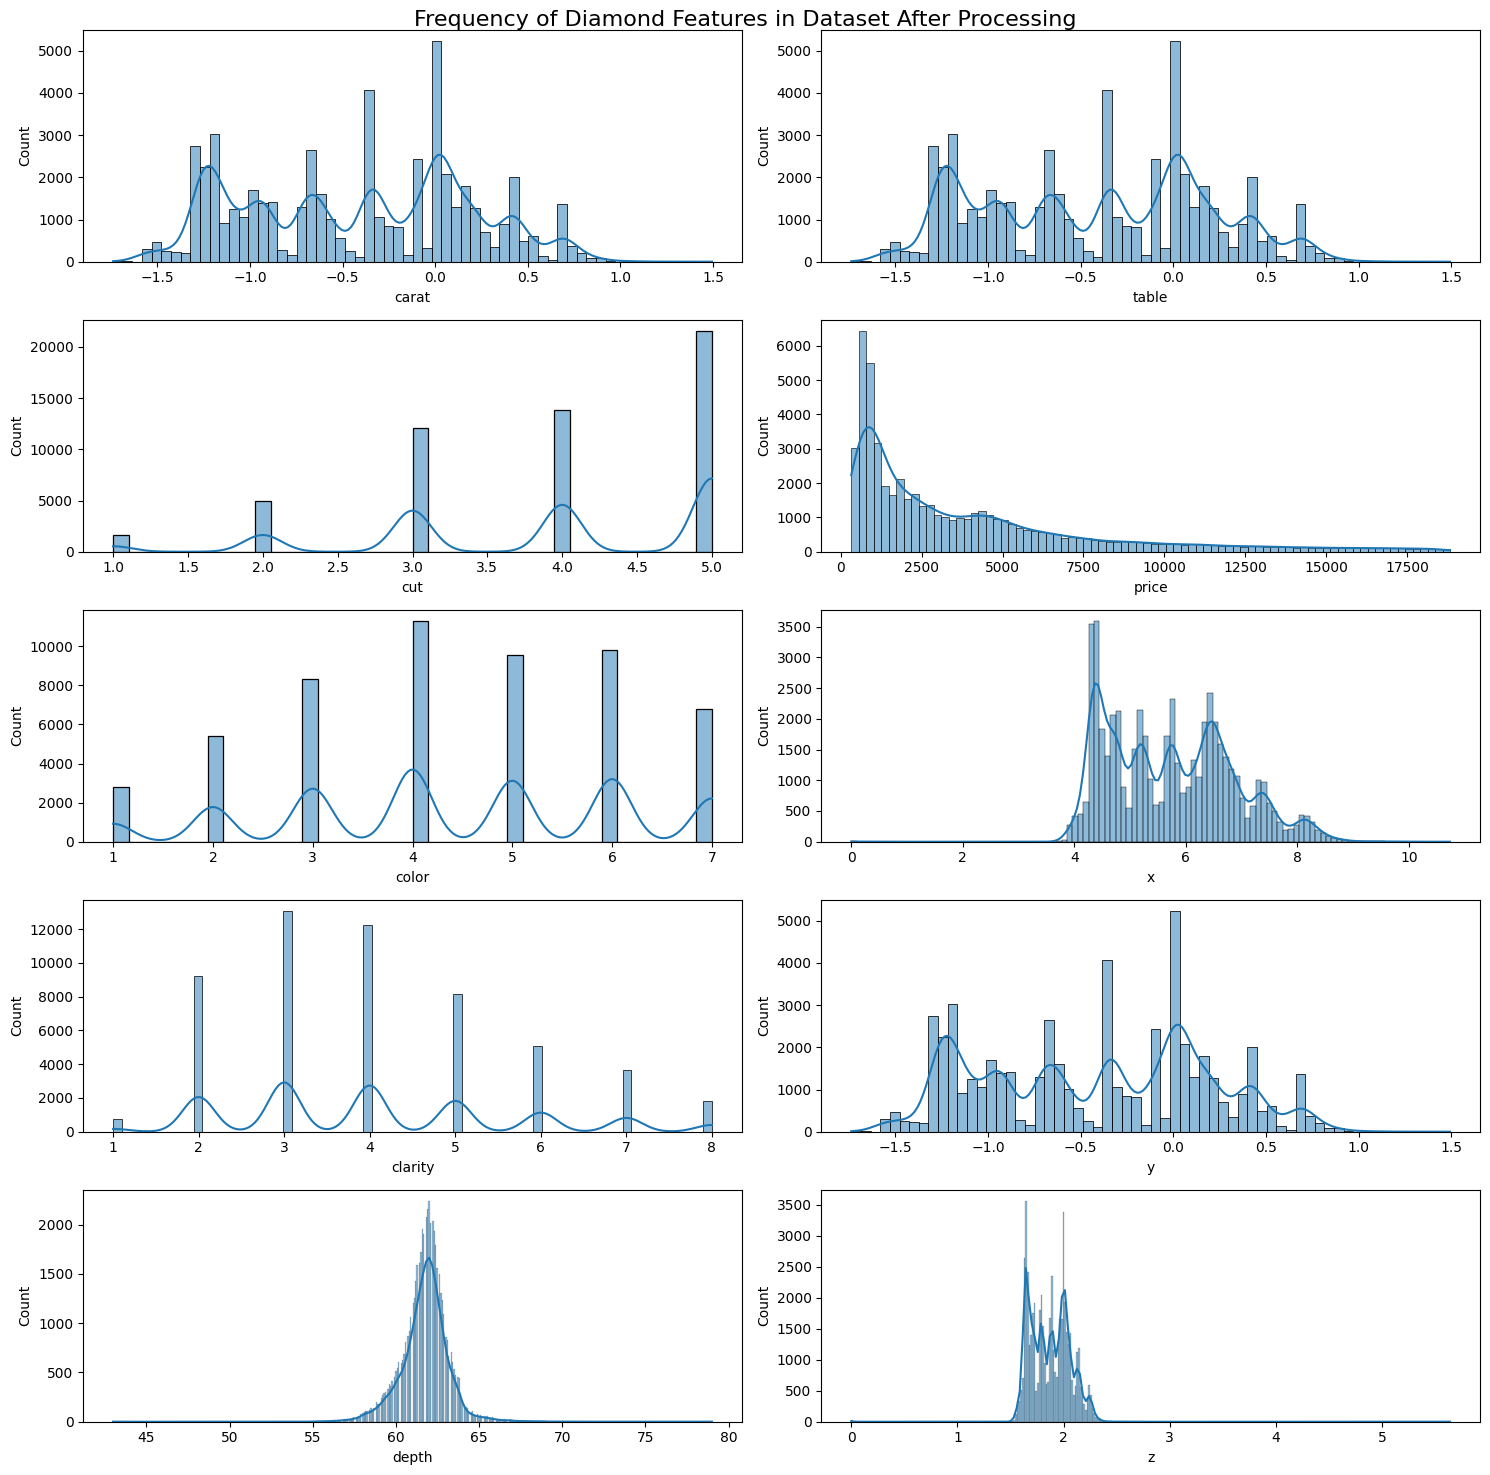 Frequency of Diamond Features in Dataset After Processing
5000
4000
3000
2000
1000
0
Count
−1.5 −1.0 −0.5 0.0 0.5 1.0 1.5
carat
5000
4000
3000
2000
1000
0
Count
−1.5 −1.0 −0.5 0.0 0.5 1.0 1.5
table
20000
15000
10000
5000
0
Count
1.0 1.5 2.0 2.5 3.0 3.5 4.0 4.5 5.0
cut
6000
5000
4000
3000
2000
1000
0
Count
0 2500 5000 7500 10000 12500 15000 17500
price
10000
8000
6000
4000
2000
0
Count
1 2 3 4 5 6 7
color
3500
3000
2500
2000
1500
1000
500
0
Count
0 2 4 6 8 10
x
12000
10000
8000
6000
4000
2000
0
Count
1 2 3 4 5 6 7 8
clarity
5000
4000
3000
2000
1000
0
Count
−1.5 −1.0 −0.5 0.0 0.5 1.0 1.5
y
2000
1500
1000
500
0
Count
45 50 55 60 65 70 75 80
depth
3500
3000
2500
2000
1500
1000
500
0
Count
0 1 2 3 4 5
z